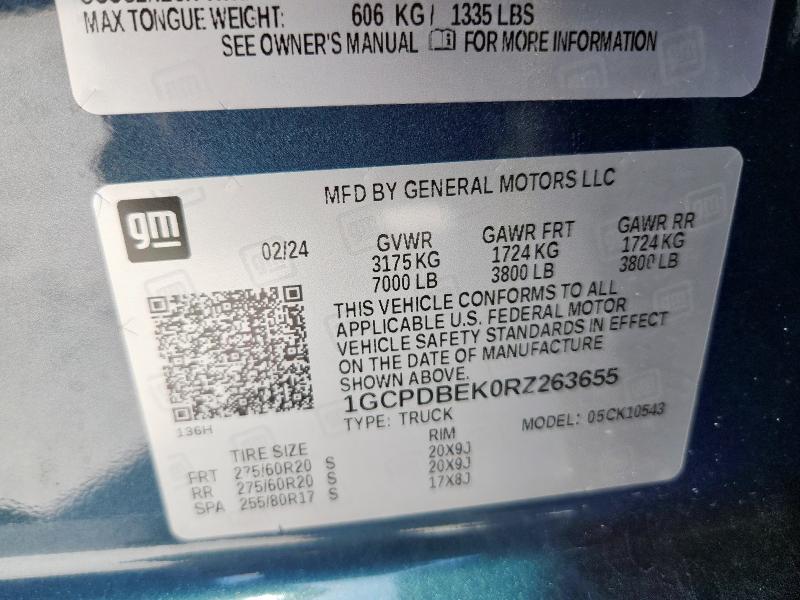 MAX TONGUE WEIGHT: 606 KG / 1335 LBS
SEE OWNER'S MANUAL FOR MORE INFORMATION
gm
MFD BY GENERAL MOTORS LLC
02/24
GVWR GAWR FRT GAWR RR
3175 KG 1724 KG 1724 KG
7000 LB 3800 LB 3800 LB
THIS VEHICLE CONFORMS TO ALL
APPLICABLE U.S. FEDERAL MOTOR
VEHICLE SAFETY STANDARDS IN EFFECT
ON THE DATE OF MANUFACTURE
SHOWN ABOVE.
1GCPDBEK0RZ263655
TYPE: TRUCK MODEL: 05CK10543
136H
TIRE SIZE RIM
FRT 275/60R20 S 20X9J
RR 275/60R20 S 20X9J
SPA 255/80R17 S 17X8J